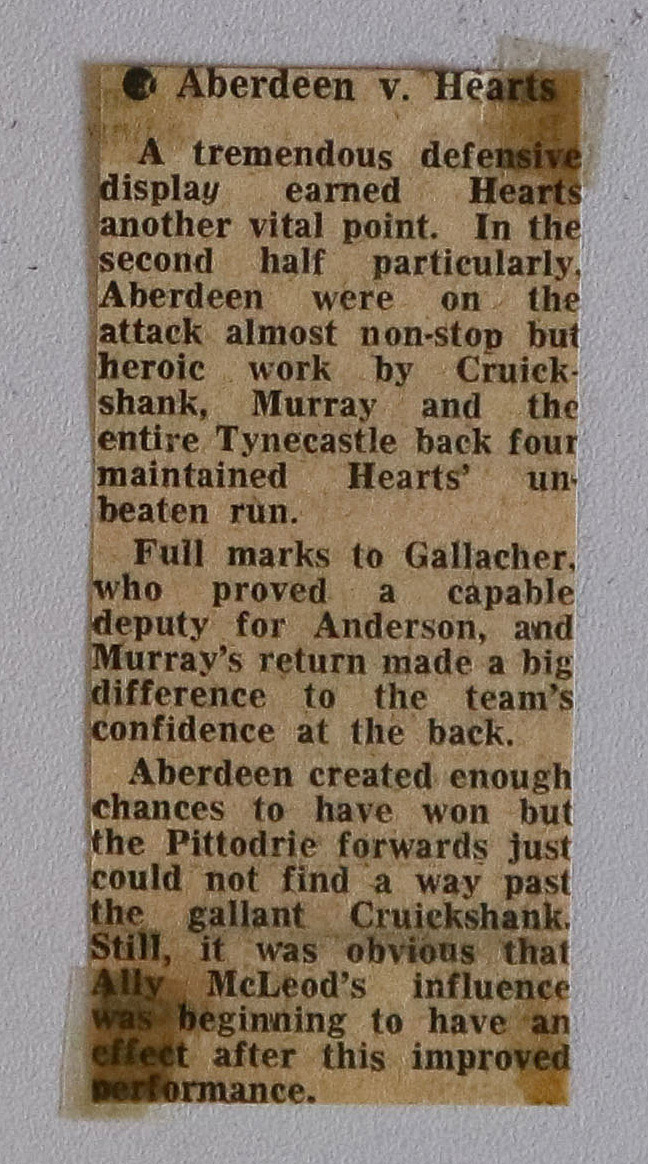 ● Aberdeen v. Hearts
A tremendous defensive
display earned Hearts
another vital point. In the
second half particularly,
Aberdeen were on the
attack almost non-stop but
heroic work by Cruick-
shank, Murray and the
entire Tynecastle back four
maintained Hearts' un-
beaten run.
Full marks to Gallacher,
who proved a capable
deputy for Anderson, and
Murray's return made a big
difference to the team's
confidence at the back.
Aberdeen created enough
chances to have won but
the Pittodrie forwards just
could not find a way past
the gallant Cruickshank.
Still, it was obvious that
Ally McLeod's influence
was beginning to have an
effect after this improved
performance.